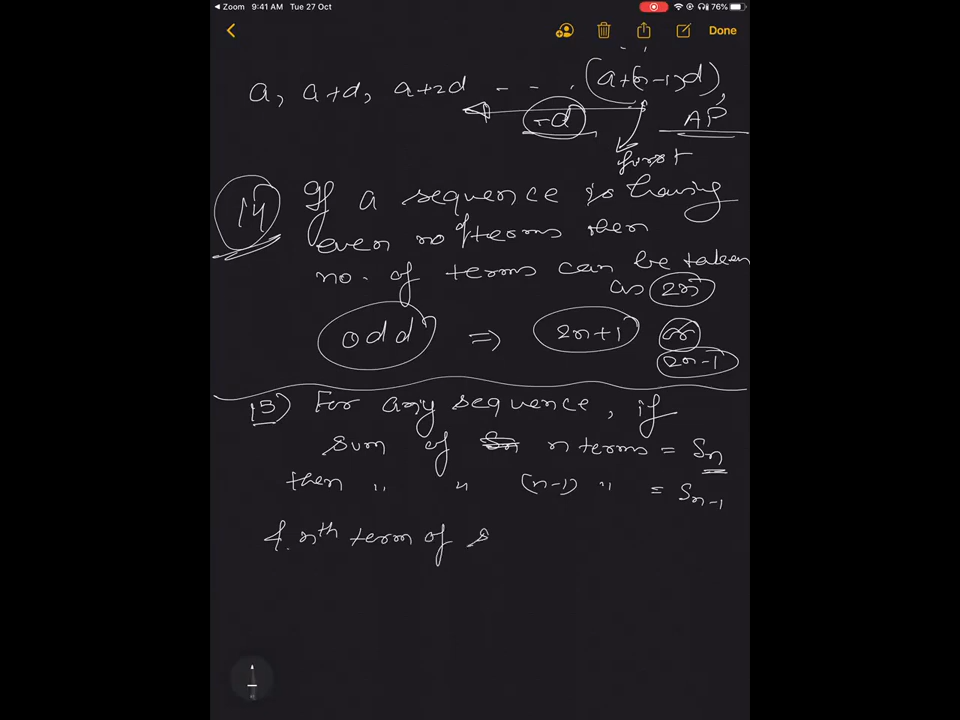 Zoom 9:41 AM Tue 27 Oct 76%
Done
a, a+d, a+2d - - . (a+(n-1)d),
-d AP
first
14 If a sequence is having
even no of terms then
no. of terms can be taken
as 2n
odd ⇒ 2n+1 or
2n-1
15) For any sequence, if
sum of Sn n terms = Sn
then " " (n-1) " = Sn-1
& nth term of s